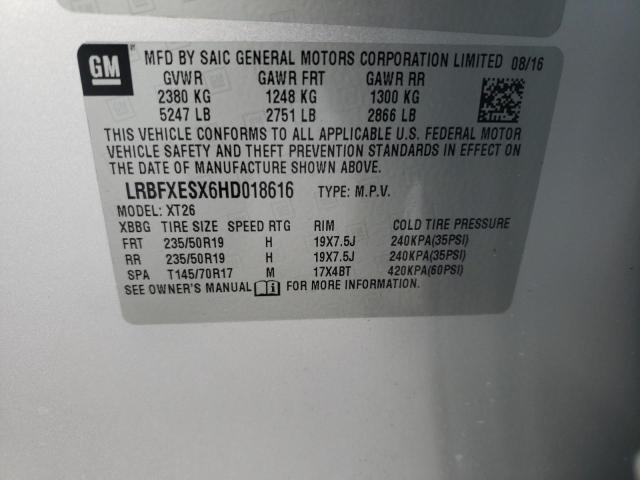 GM
MFD BY SAIC GENERAL MOTORS CORPORATION LIMITED 08/16
GVWR GAWR FRT GAWR RR
2380 KG 1248 KG 1300 KG
5247 LB 2751 LB 2866 LB
THIS VEHICLE CONFORMS TO ALL APPLICABLE U.S. FEDERAL MOTOR
VEHICLE SAFETY AND THEFT PREVENTION STANDARDS IN EFFECT ON
THE DATE OF MANUFACTURE SHOWN ABOVE.
LRBFXESX6HD018616 TYPE: M.P.V.
MODEL: XT26
XBBG TIRE SIZE SPEED RTG RIM COLD TIRE PRESSURE
FRT 235/50R19 H 19X7.5J 240KPA(35PSI)
RR 235/50R19 H 19X7.5J 240KPA(35PSI)
SPA T145/70R17 M 17X4BT 420KPA(60PSI)
SEE OWNER'S MANUAL FOR MORE INFORMATION.